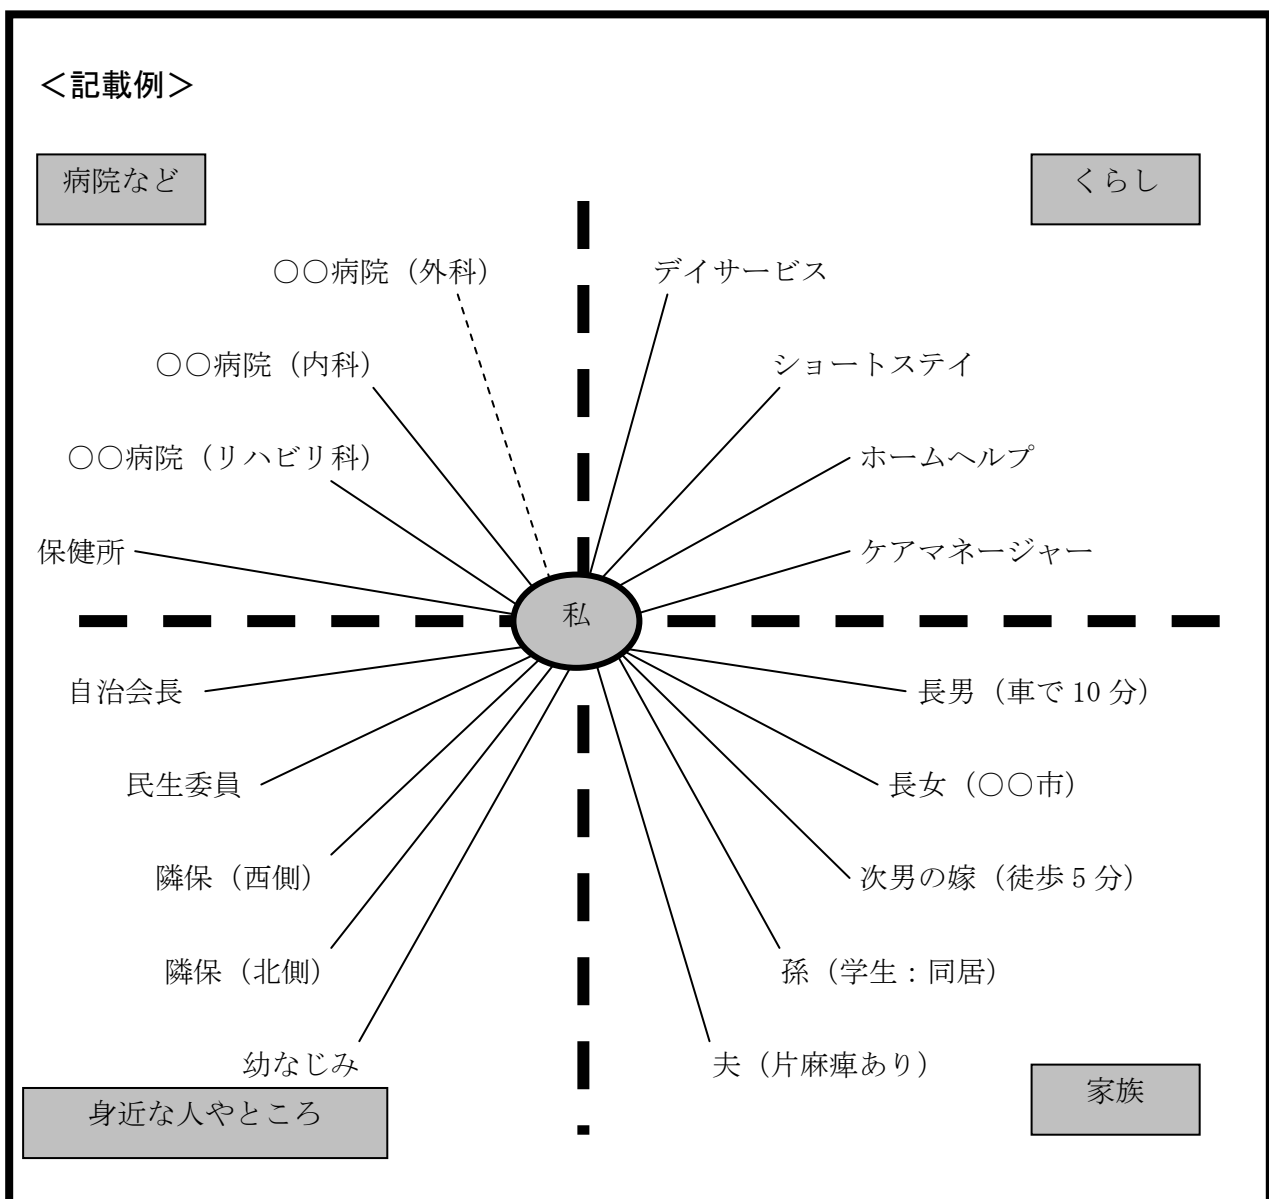 ＜記載例＞
病院など
くらし
○○病院（外科）
デイサービス
○○病院（内科）
ショートステイ
○○病院（リハビリ科）
ホームヘルプ
保健所
ケアマネージャー
私
自治会長
長男（車で 10 分）
民生委員
長女（○○市）
隣保（西側）
次男の嫁（徒歩 5 分）
隣保（北側）
孫（学生：同居）
幼なじみ
夫（片麻痺あり）
身近な人やところ
家族